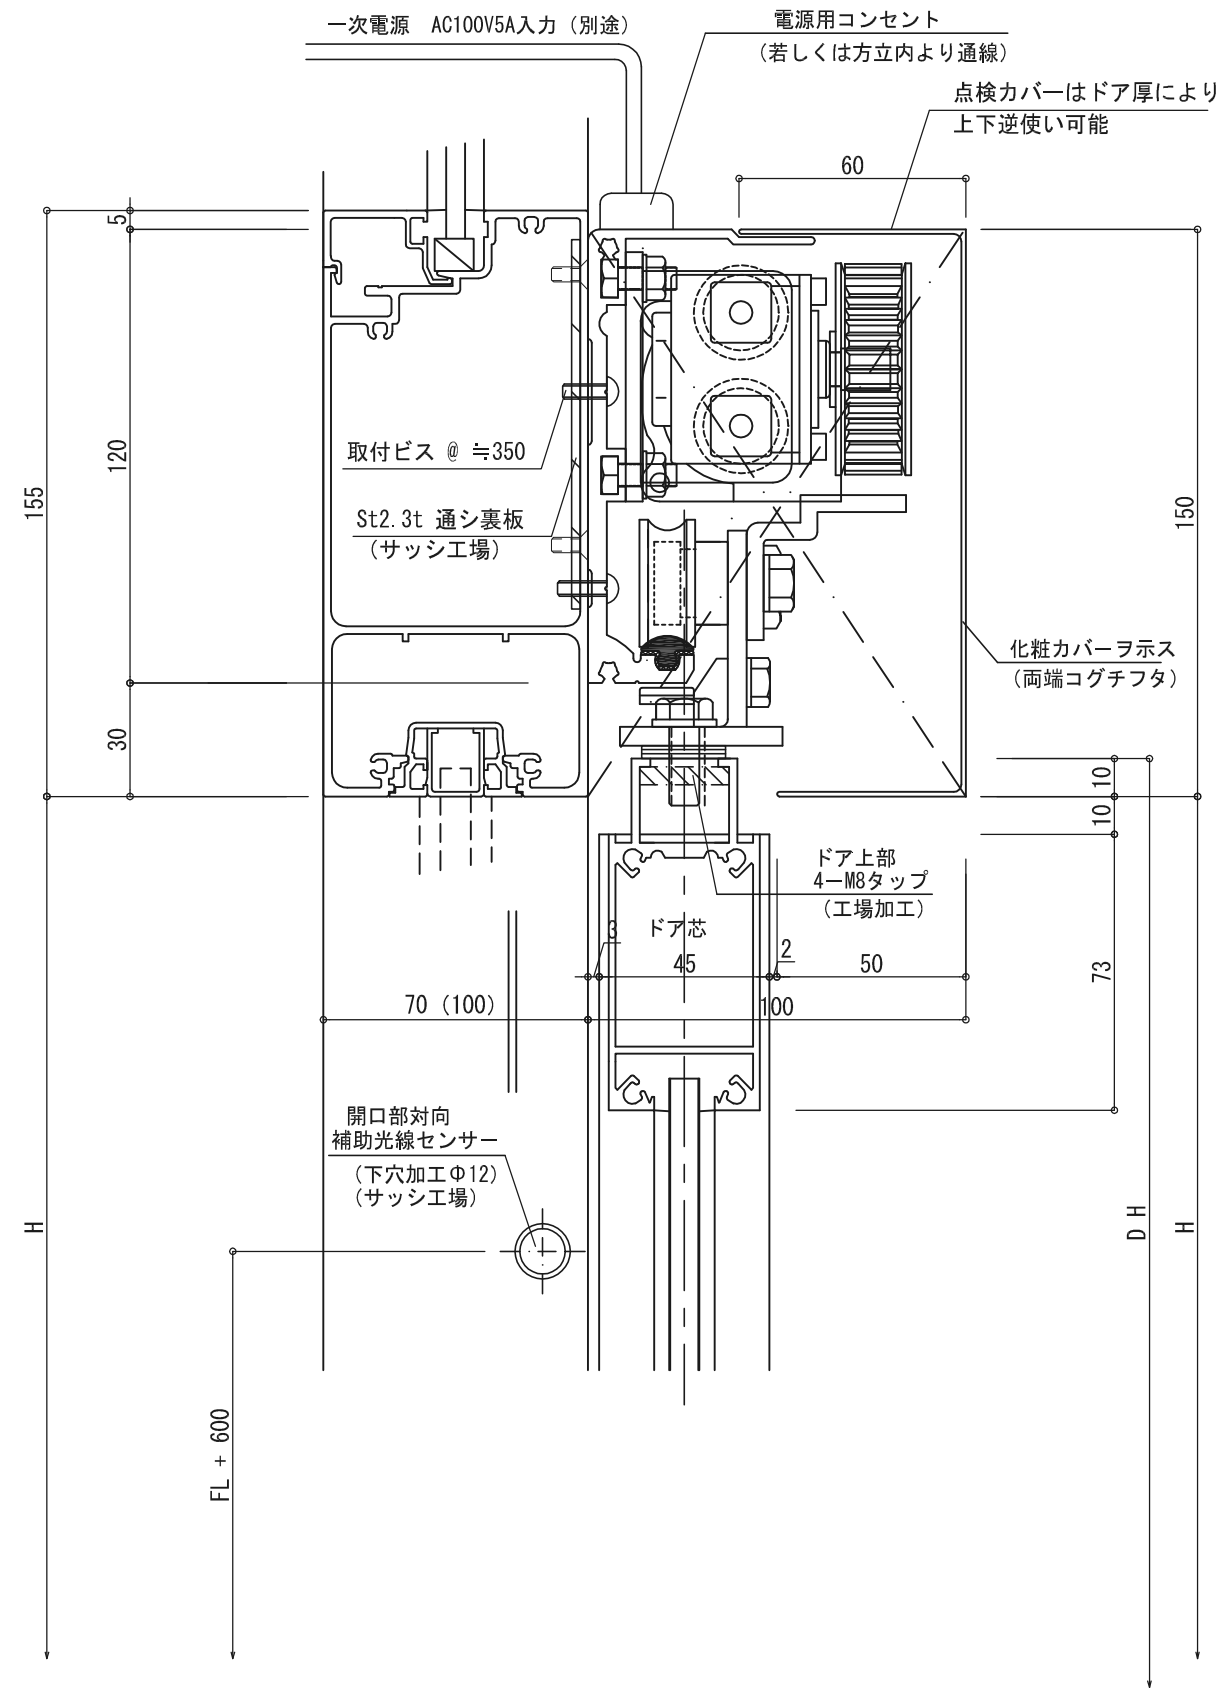 一次電源　AC100V5A入力（別途）
電源用コンセント
（若しくは方立内より通線）
点検カバーはドア厚により
上下逆使い可能
60
5
120
155
30
150
取付ビス ＠ ≒350
St2.3t 通シ裏板
（サッシ工場）
化粧カバーヲ示ス
（両端コグチフタ）
10
10
ドア上部
4－M8タップ
（工場加工）
ドア芯
3
45
2
50
73
70（100）
100
開口部対向
補助光線センサー
（下穴加工Φ12）
（サッシ工場）
H
D H
H
FL + 600